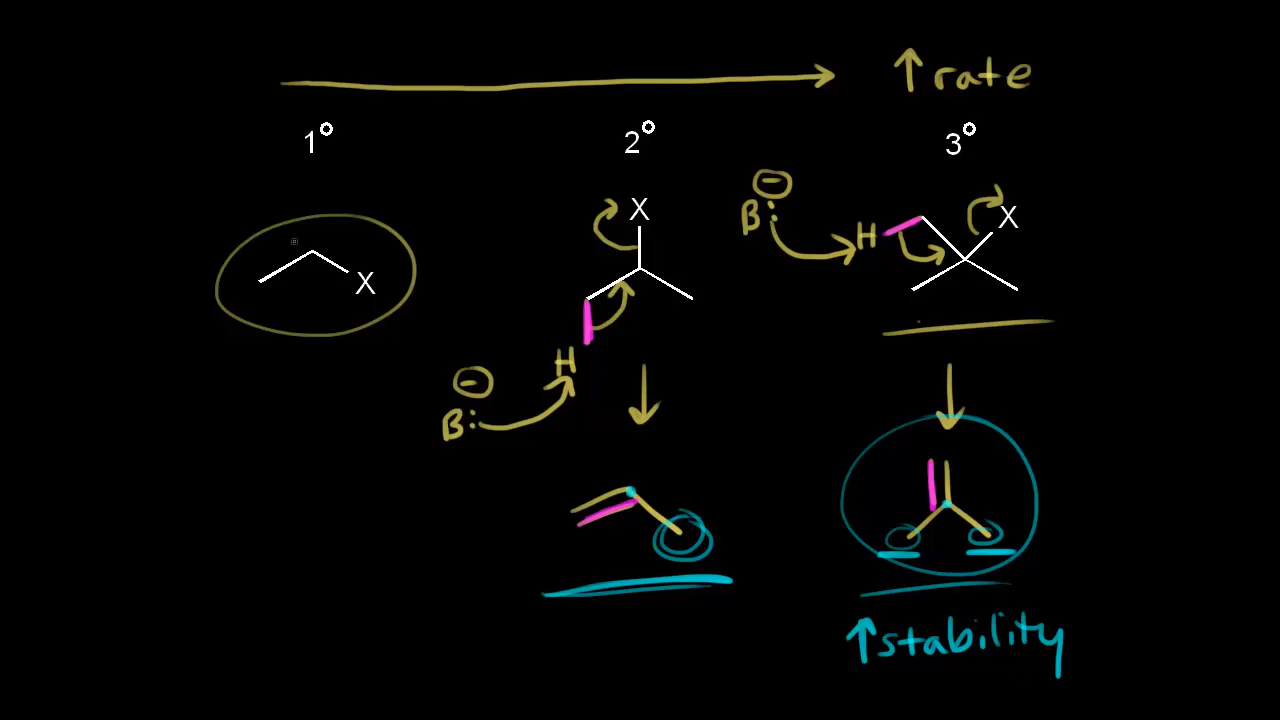 ↑ rate
1° 2° 3°
X
X
B:⊖ H
B:⊖ H
X
↑stability